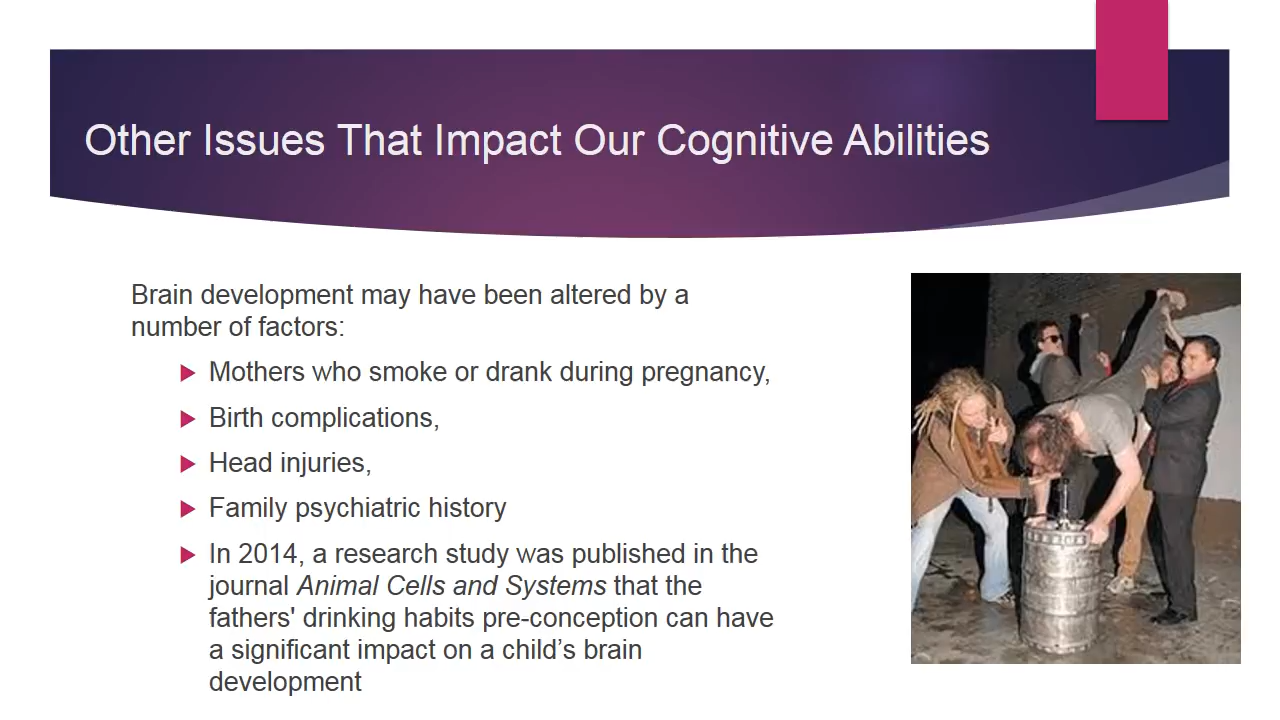 Other Issues That Impact Our Cognitive Abilities
Brain development may have been altered by a
number of factors:
Mothers who smoke or drank during pregnancy,
Birth complications,
Head injuries,
Family psychiatric history
In 2014, a research study was published in the
journal Animal Cells and Systems that the
fathers' drinking habits pre-conception can have
a significant impact on a child’s brain
development